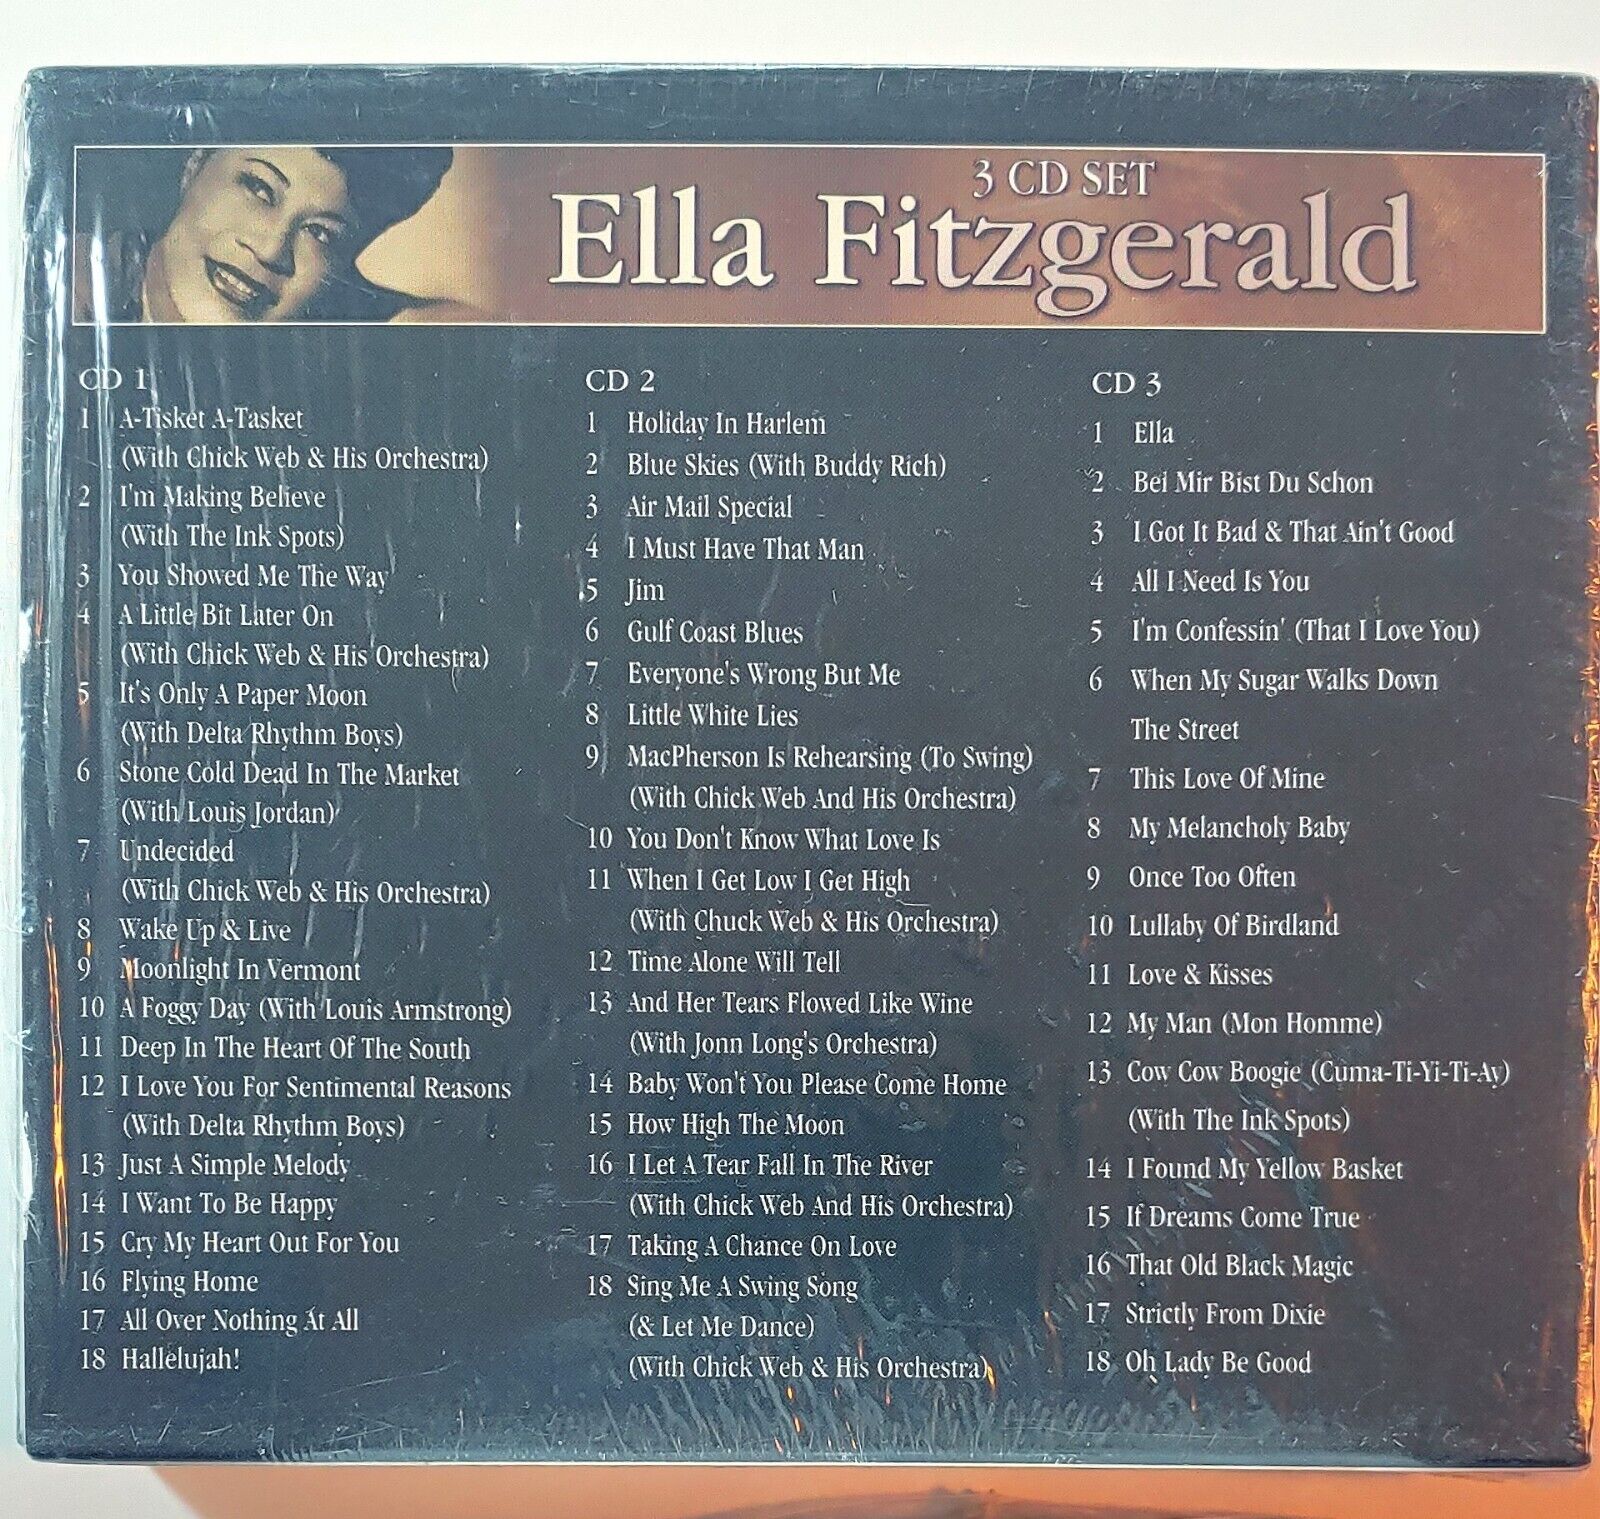 3 CD SET
Ella Fitzgerald
CD 1
1 A-Tisket A-Tasket
(With Chick Web & His Orchestra)
2 I'm Making Believe
(With The Ink Spots)
3 You Showed Me The Way
4 A Little Bit Later On
(With Chick Web & His Orchestra)
5 It's Only A Paper Moon
(With Delta Rhythm Boys)
6 Stone Cold Dead In The Market
(With Louis Jordan)
7 Undecided
(With Chick Web & His Orchestra)
8 Wake Up & Live
9 Moonlight In Vermont
10 A Foggy Day (With Louis Armstrong)
11 Deep In The Heart Of The South
12 I Love You For Sentimental Reasons
(With Delta Rhythm Boys)
13 Just A Simple Melody
14 I Want To Be Happy
15 Cry My Heart Out For You
16 Flying Home
17 All Over Nothing At All
18 Hallelujah!
CD 2
1 Holiday In Harlem
2 Blue Skies (With Buddy Rich)
3 Air Mail Special
4 I Must Have That Man
5 Jim
6 Gulf Coast Blues
7 Everyone's Wrong But Me
8 Little White Lies
9 MacPherson Is Rehearsing (To Swing)
(With Chick Web And His Orchestra)
10 You Don't Know What Love Is
11 When I Get Low I Get High
(With Chuck Web & His Orchestra)
12 Time Alone Will Tell
13 And Her Tears Flowed Like Wine
(With Jonn Long's Orchestra)
14 Baby Won't You Please Come Home
15 How High The Moon
16 I Let A Tear Fall In The River
(With Chick Web And His Orchestra)
17 Taking A Chance On Love
18 Sing Me A Swing Song
(& Let Me Dance)
(With Chick Web & His Orchestra)
CD 3
1 Ella
2 Bei Mir Bist Du Schon
3 I Got It Bad & That Ain't Good
4 All I Need Is You
5 I'm Confessin' (That I Love You)
6 When My Sugar Walks Down
The Street
7 This Love Of Mine
8 My Melancholy Baby
9 Once Too Often
10 Lullaby Of Birdland
11 Love & Kisses
12 My Man (Mon Homme)
13 Cow Cow Boogie (Cuma-Ti-Yi-Ti-Ay)
(With The Ink Spots)
14 I Found My Yellow Basket
15 If Dreams Come True
16 That Old Black Magic
17 Strictly From Dixie
18 Oh Lady Be Good